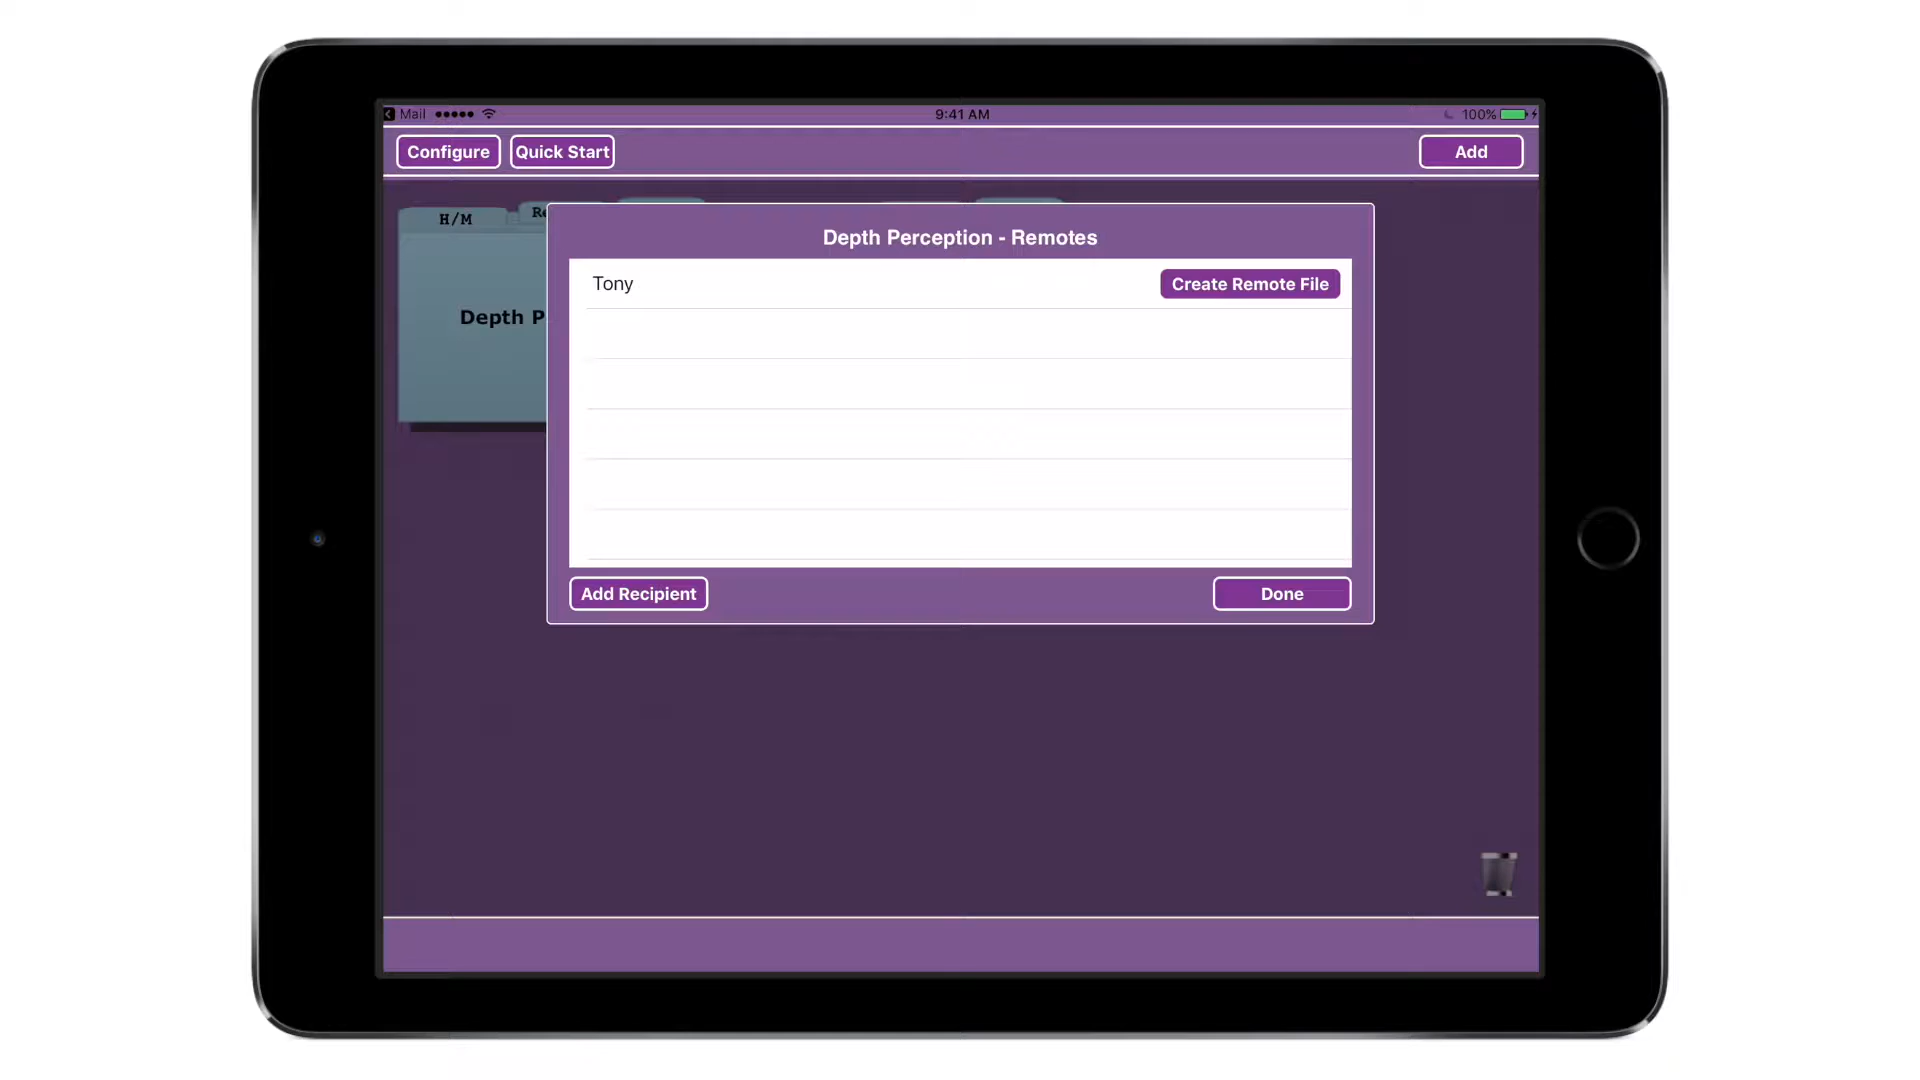 Mail 9:41 AM 100%
Configure Quick Start Add
H/M
Depth Perception - Remotes
Tony Create Remote File
Depth P
Add Recipient Done